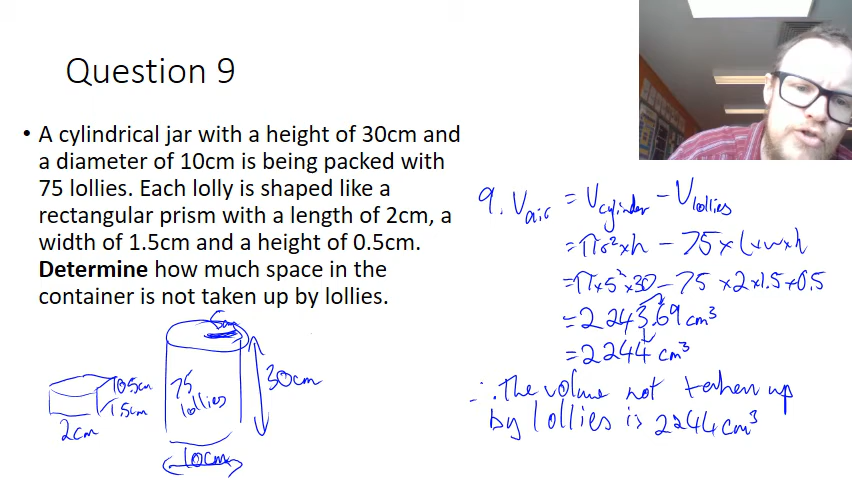 Question 9
• A cylindrical jar with a height of 30cm and
a diameter of 10cm is being packed with
75 lollies. Each lolly is shaped like a
rectangular prism with a length of 2cm, a
width of 1.5cm and a height of 0.5cm.
Determine how much space in the
container is not taken up by lollies.
0.5cm
1.5cm
2cm
75
lollies
30cm
10cm
9. V air = V cylinder - V lollies
= πr² × h - 75 × l × w × h
= π × 5² × 30 - 75 × 2 × 1.5 × 0.5
= 2243.69 cm³
= 2244 cm³
∴ The volume not taken up
by lollies is 2244 cm³